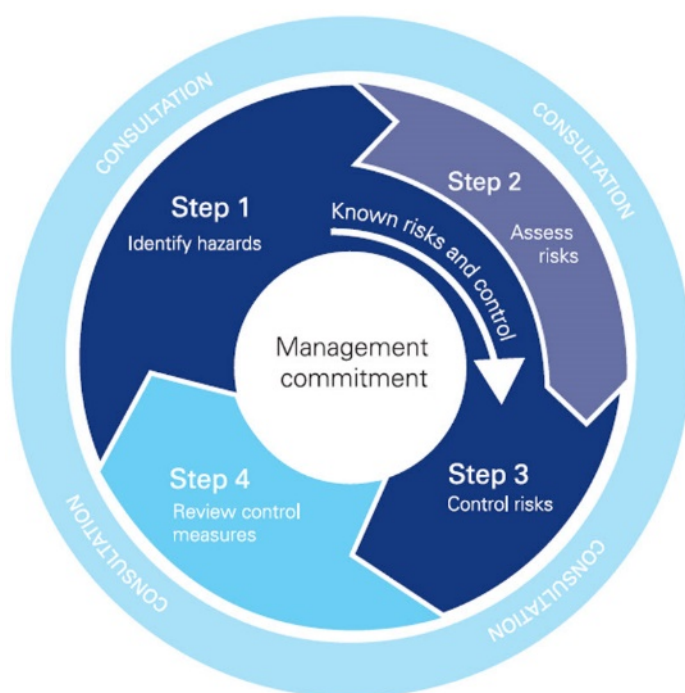 CONSULTATION
CONSULTATION
Step 1
Identify hazards
Step 2
Assess
risks
Known risks and control
Management
commitment
Step 4
Review control
measures
Step 3
Control risks
CONSULTATION
CONSULTATION